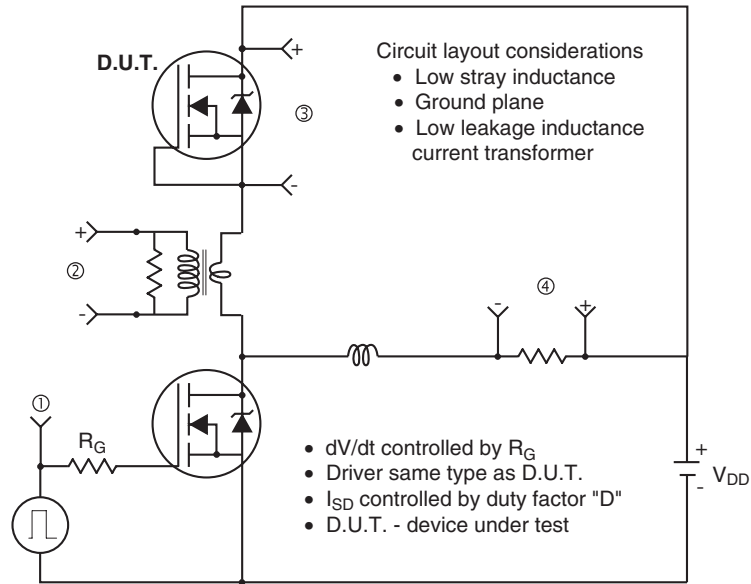 D.U.T.
+
③
-
Circuit layout considerations
• Low stray inductance
• Ground plane
• Low leakage inductance
current transformer
+
②
-
-
④
+
①
R_G
• dV/dt controlled by R_G
• Driver same type as D.U.T.
• I_SD controlled by duty factor "D"
• D.U.T. - device under test
+
-
V_DD